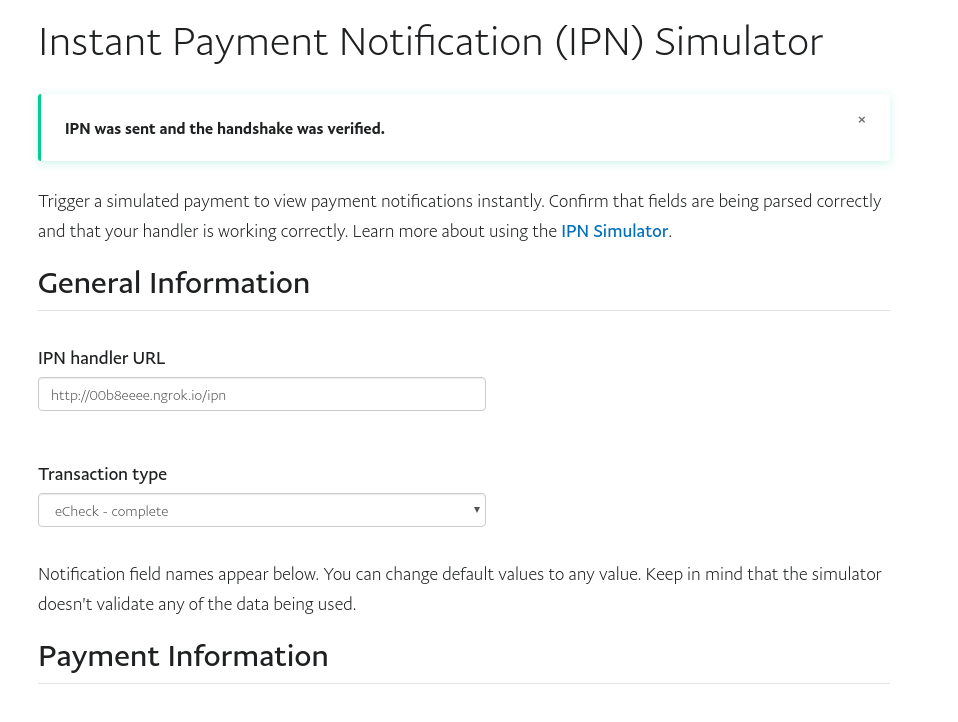 Instant Payment Notification (IPN) Simulator
IPN was sent and the handshake was verified.
×
Trigger a simulated payment to view payment notifications instantly. Confirm that fields are being parsed correctly
and that your handler is working correctly. Learn more about using the IPN Simulator.
General Information
IPN handler URL
http://00b8eeee.ngrok.io/ipn
Transaction type
eCheck - complete
Notification field names appear below. You can change default values to any value. Keep in mind that the simulator
doesn't validate any of the data being used.
Payment Information